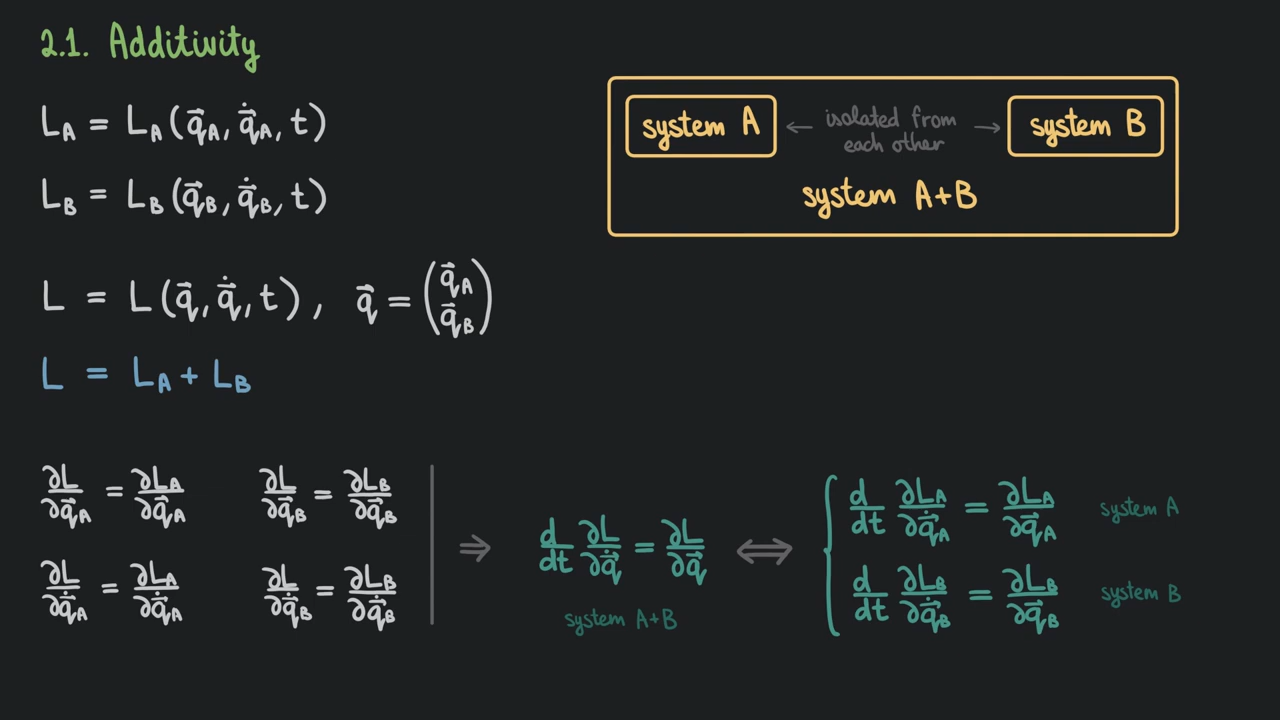 2.1. Additivity
L_A = L_A(q⃗_A, q⃗̇_A, t)
L_B = L_B(q⃗_B, q⃗̇_B, t)
system A ← isolated from each other → system B
system A+B
L = L(q⃗, q⃗̇, t), q⃗ = (q⃗_A q⃗_B)
L = L_A + L_B
∂L/∂q⃗_A = ∂L_A/∂q⃗_A ∂L/∂q⃗_B = ∂L_B/∂q⃗_B
∂L/∂q⃗̇_A = ∂L_A/∂q⃗̇_A ∂L/∂q⃗̇_B = ∂L_B/∂q⃗̇_B
⇒ d/dt ∂L/∂q⃗̇ = ∂L/∂q⃗ ⇔
system A+B
d/dt ∂L_A/∂q⃗̇_A = ∂L_A/∂q⃗_A system A
d/dt ∂L_B/∂q⃗̇_B = ∂L_B/∂q⃗_B system B